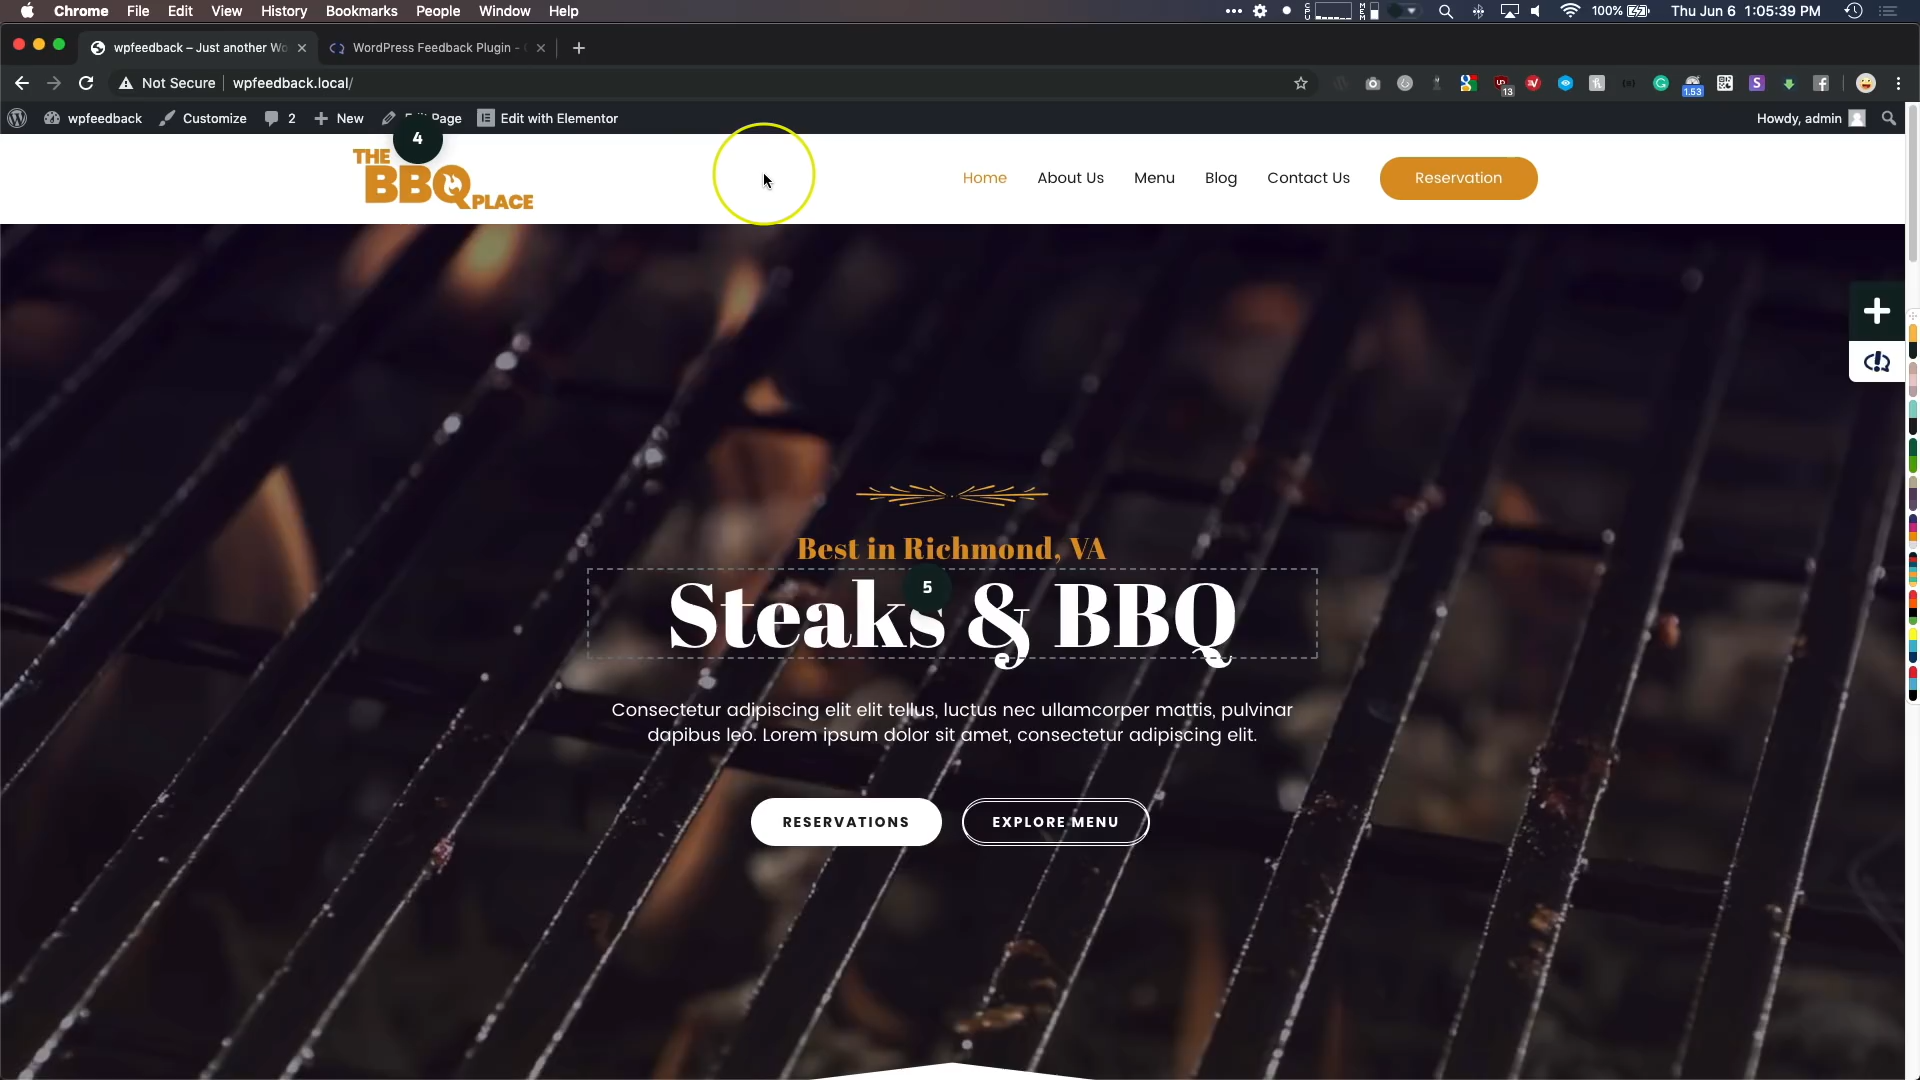 Chrome File Edit View History Bookmarks People Window Help
100% Thu Jun 6 1:05:39 PM
wpfeedback – Just another Wo
WordPress Feedback Plugin -
Not Secure wpfeedback.local/
13
1.53
wpfeedback Customize 2 New Edit Page Edit with Elementor
Howdy, admin
4
THE
BBQ
PLACE
Home About Us Menu Blog Contact Us Reservation
Best in Richmond, VA
5
Steaks & BBQ
Consectetur adipiscing elit elit tellus, luctus nec ullamcorper mattis, pulvinar
dapibus leo. Lorem ipsum dolor sit amet, consectetur adipiscing elit.
RESERVATIONS EXPLORE MENU